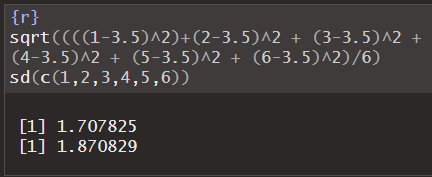 {r}
sqrt((((1-3.5)^2)+(2-3.5)^2 + (3-3.5)^2 +
(4-3.5)^2 + (5-3.5)^2 + (6-3.5)^2)/6)
sd(c(1,2,3,4,5,6))
[1] 1.707825
[1] 1.870829